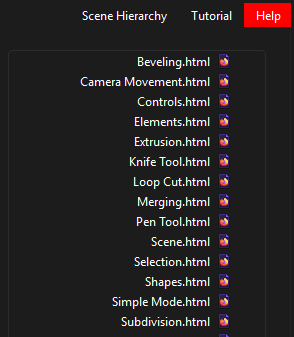 Scene Hierarchy Tutorial Help
Beveling.html
Camera Movement.html
Controls.html
Elements.html
Extrusion.html
Knife Tool.html
Loop Cut.html
Merging.html
Pen Tool.html
Scene.html
Selection.html
Shapes.html
Simple Mode.html
Subdivision.html